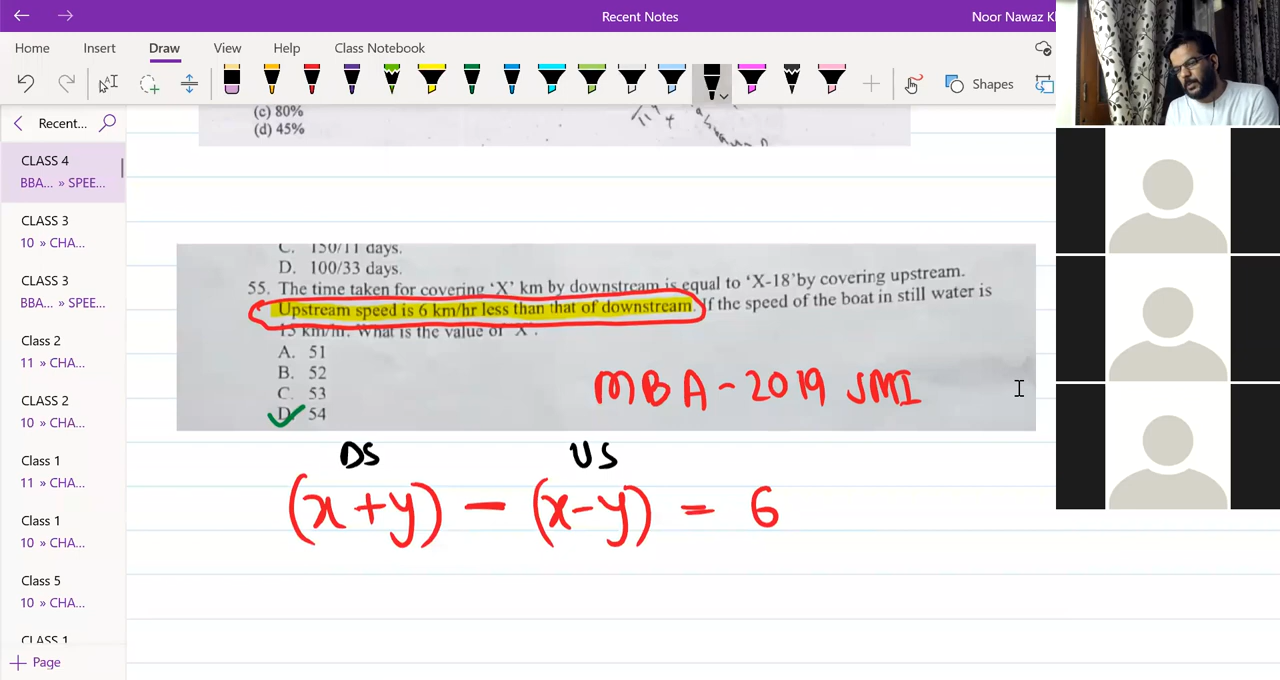 Recent Notes
Noor Nawaz Kh
Home Insert Draw View Help Class Notebook
Shapes
(c) 80%
(d) 45%
Recent...
CLASS 4
BBA... » SPEE...
CLASS 3
10 » CHA...
CLASS 3
BBA... » SPEE...
Class 2
11 » CHA...
CLASS 2
10 » CHA...
Class 1
11 » CHA...
Class 1
10 » CHA...
Class 5
10 » CHA...
CLASS 1
Page
C. 150/11 days.
D. 100/33 days.
55. The time taken for covering ‘X’ km by downstream is equal to ‘X-18’by covering upstream.
Upstream speed is 6 km/hr less than that of downstream. If the speed of the boat in still water is
15 km/hr. What is the value of ‘X’.
A. 51
B. 52
C. 53
D. 54
MBA - 2019 JMI
DS US
(x+y) - (x-y) = 6